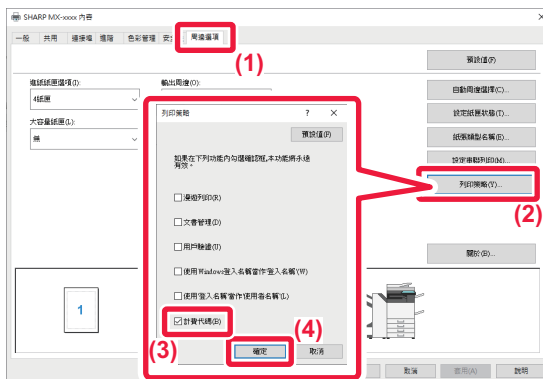 SHARP MX-xxxx 內容
一般 共用 連接埠 進階 色彩管理 周邊選項
(1)
預設值(F)
進紙紙匣選項(I):
輸出周邊(O):
4紙匣
自動周邊選擇(C)...
設定紙匣狀態(T)...
大容量紙匣(L):
無
紙張類型名稱(E)...
設定串聯列印(M)...
列印策略(Y)...
(2)
關於(B)...
列印策略 ? ×
預設值(P)
如果在下列功能內勾選確認框,本功能將永遠
有效。
漫遊列印(R)
文書管理(D)
用戶驗證(U)
使用Windows登入名稱當作'登入名稱'(W)
使用'登入名稱'當作'使用者名稱'(L)
計費代碼(B)
(3)
(4)
確定 取消
1
取消 套用(A) 說明